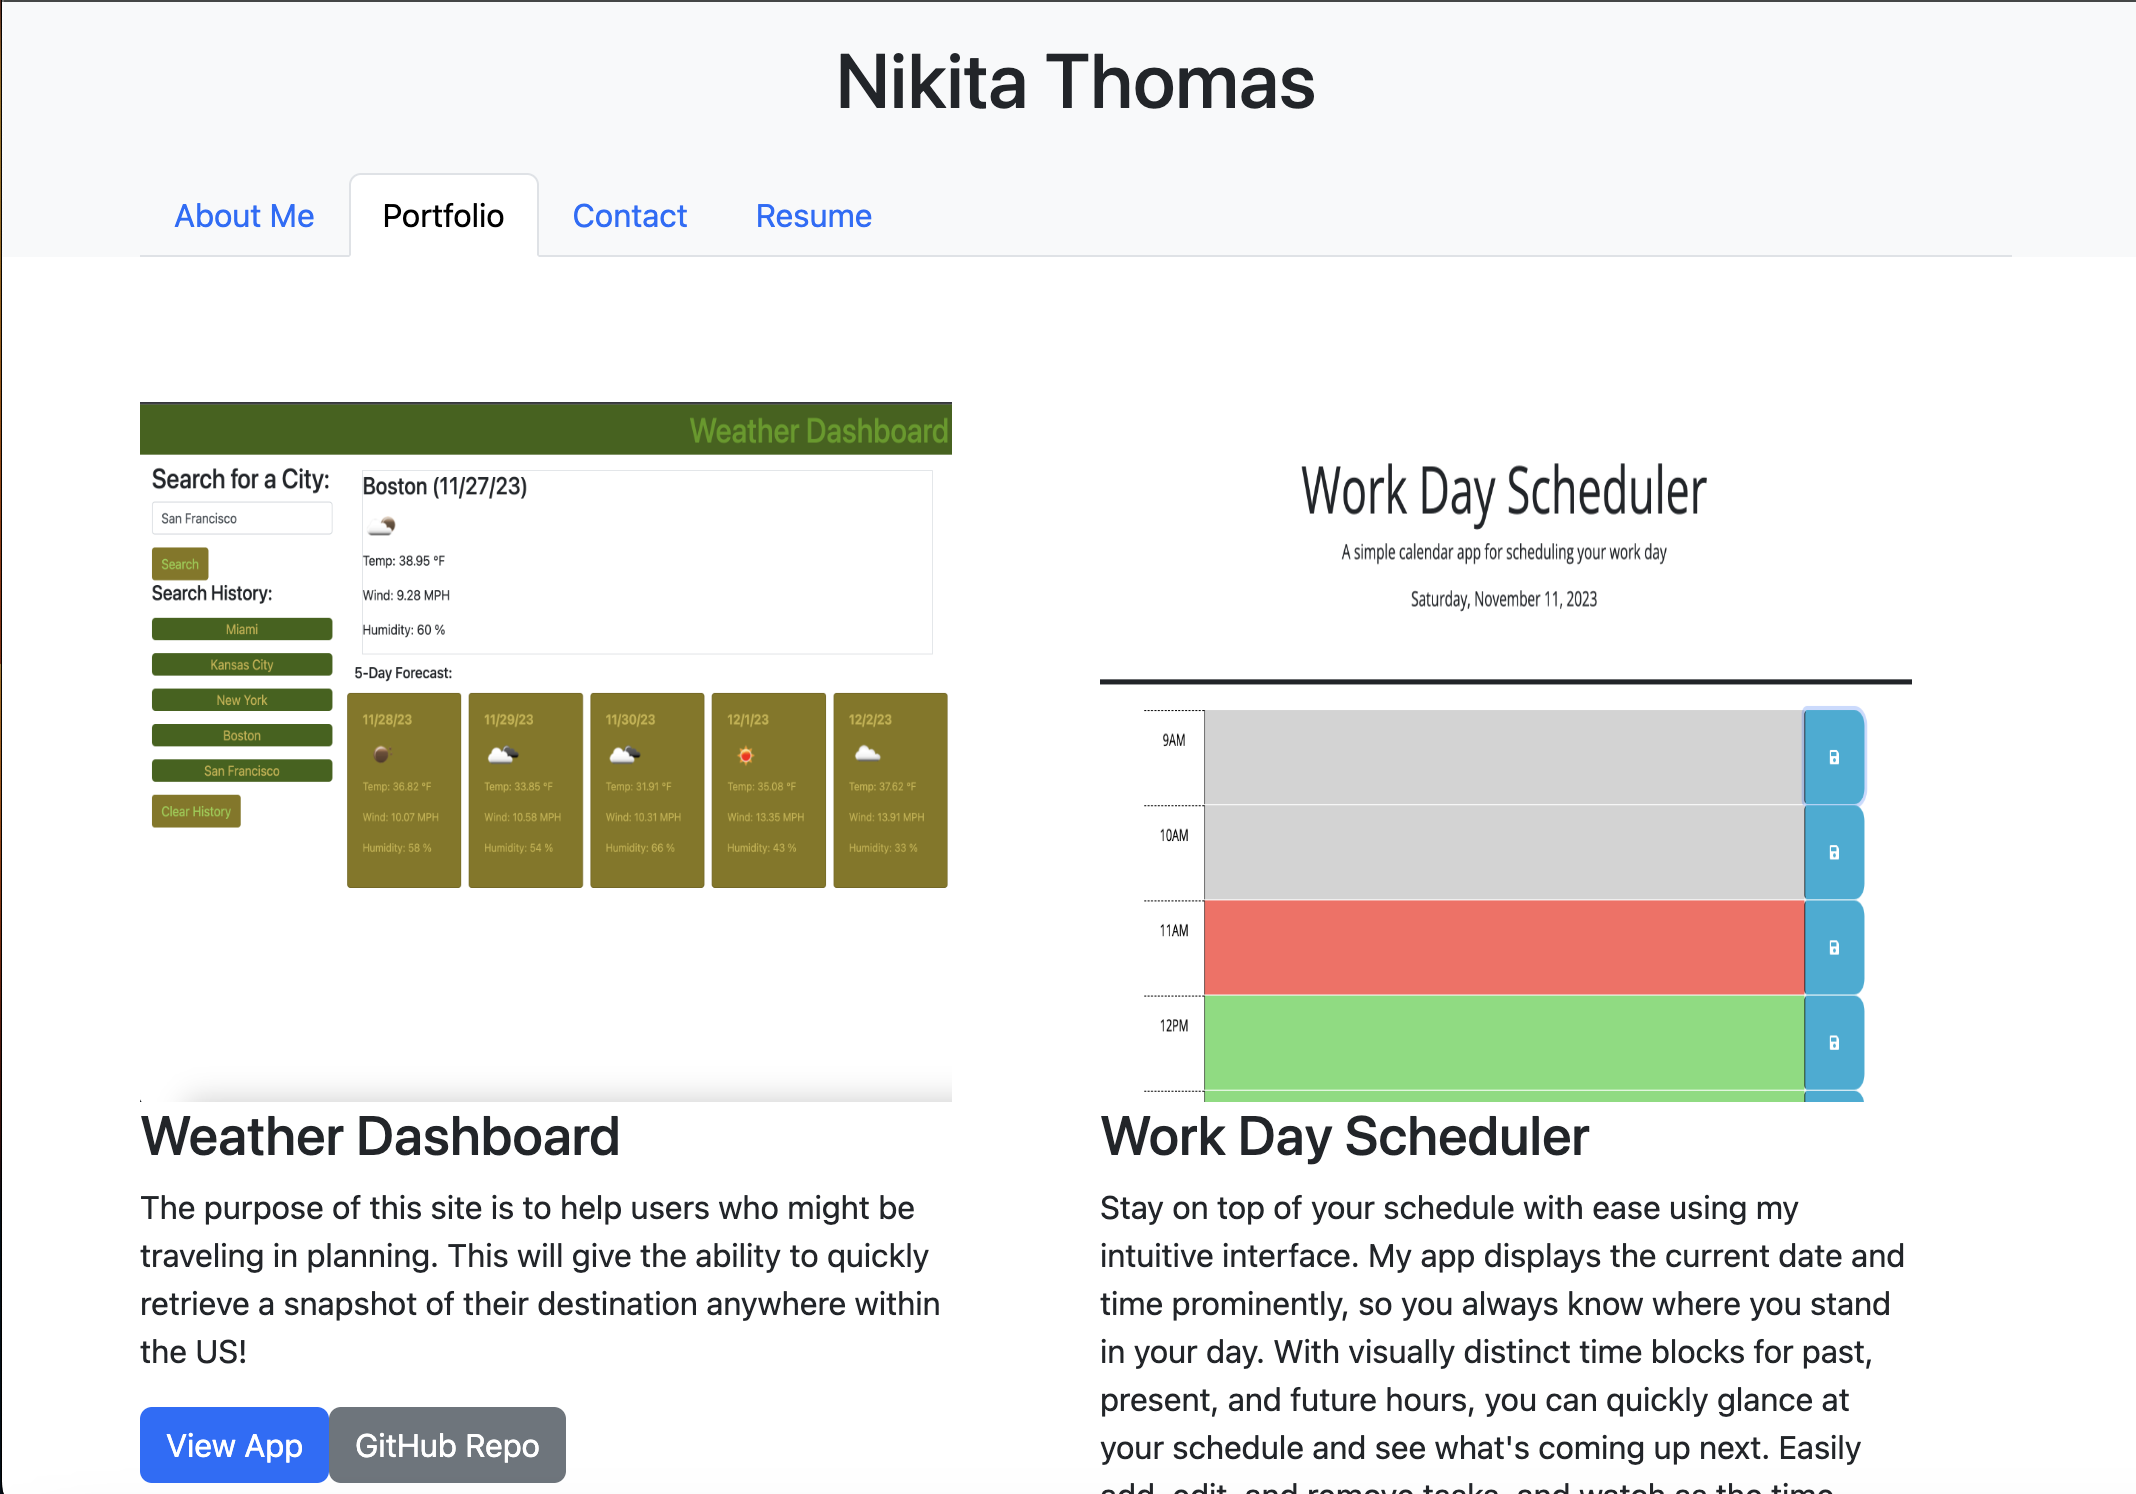 Nikita Thomas
About Me
Portfolio
Contact
Resume
Weather Dashboard
Search for a City:
San Francisco
Search
Search History:
Miami
Kansas City
New York
Boston
San Francisco
Clear History
Boston (11/27/23)
Temp: 38.95 °F
Wind: 9.28 MPH
Humidity: 60 %
5-Day Forecast:
11/28/23
Temp: 36.82 °F
Wind: 10.07 MPH
Humidity: 58 %
11/29/23
Temp: 33.85 °F
Wind: 10.58 MPH
Humidity: 54 %
11/30/23
Temp: 31.91 °F
Wind: 10.31 MPH
Humidity: 66 %
12/1/23
Temp: 35.08 °F
Wind: 13.35 MPH
Humidity: 43 %
12/2/23
Temp: 37.62 °F
Wind: 13.91 MPH
Humidity: 33 %
Weather Dashboard
The purpose of this site is to help users who might be
traveling in planning. This will give the ability to quickly
retrieve a snapshot of their destination anywhere within
the US!
View App
GitHub Repo
Work Day Scheduler
A simple calendar app for scheduling your work day
Saturday, November 11, 2023
9AM
10AM
11AM
12PM
Work Day Scheduler
Stay on top of your schedule with ease using my
intuitive interface. My app displays the current date and
time prominently, so you always know where you stand
in your day. With visually distinct time blocks for past,
present, and future hours, you can quickly glance at
your schedule and see what's coming up next. Easily
add, edit, and remove tasks, and watch as the time